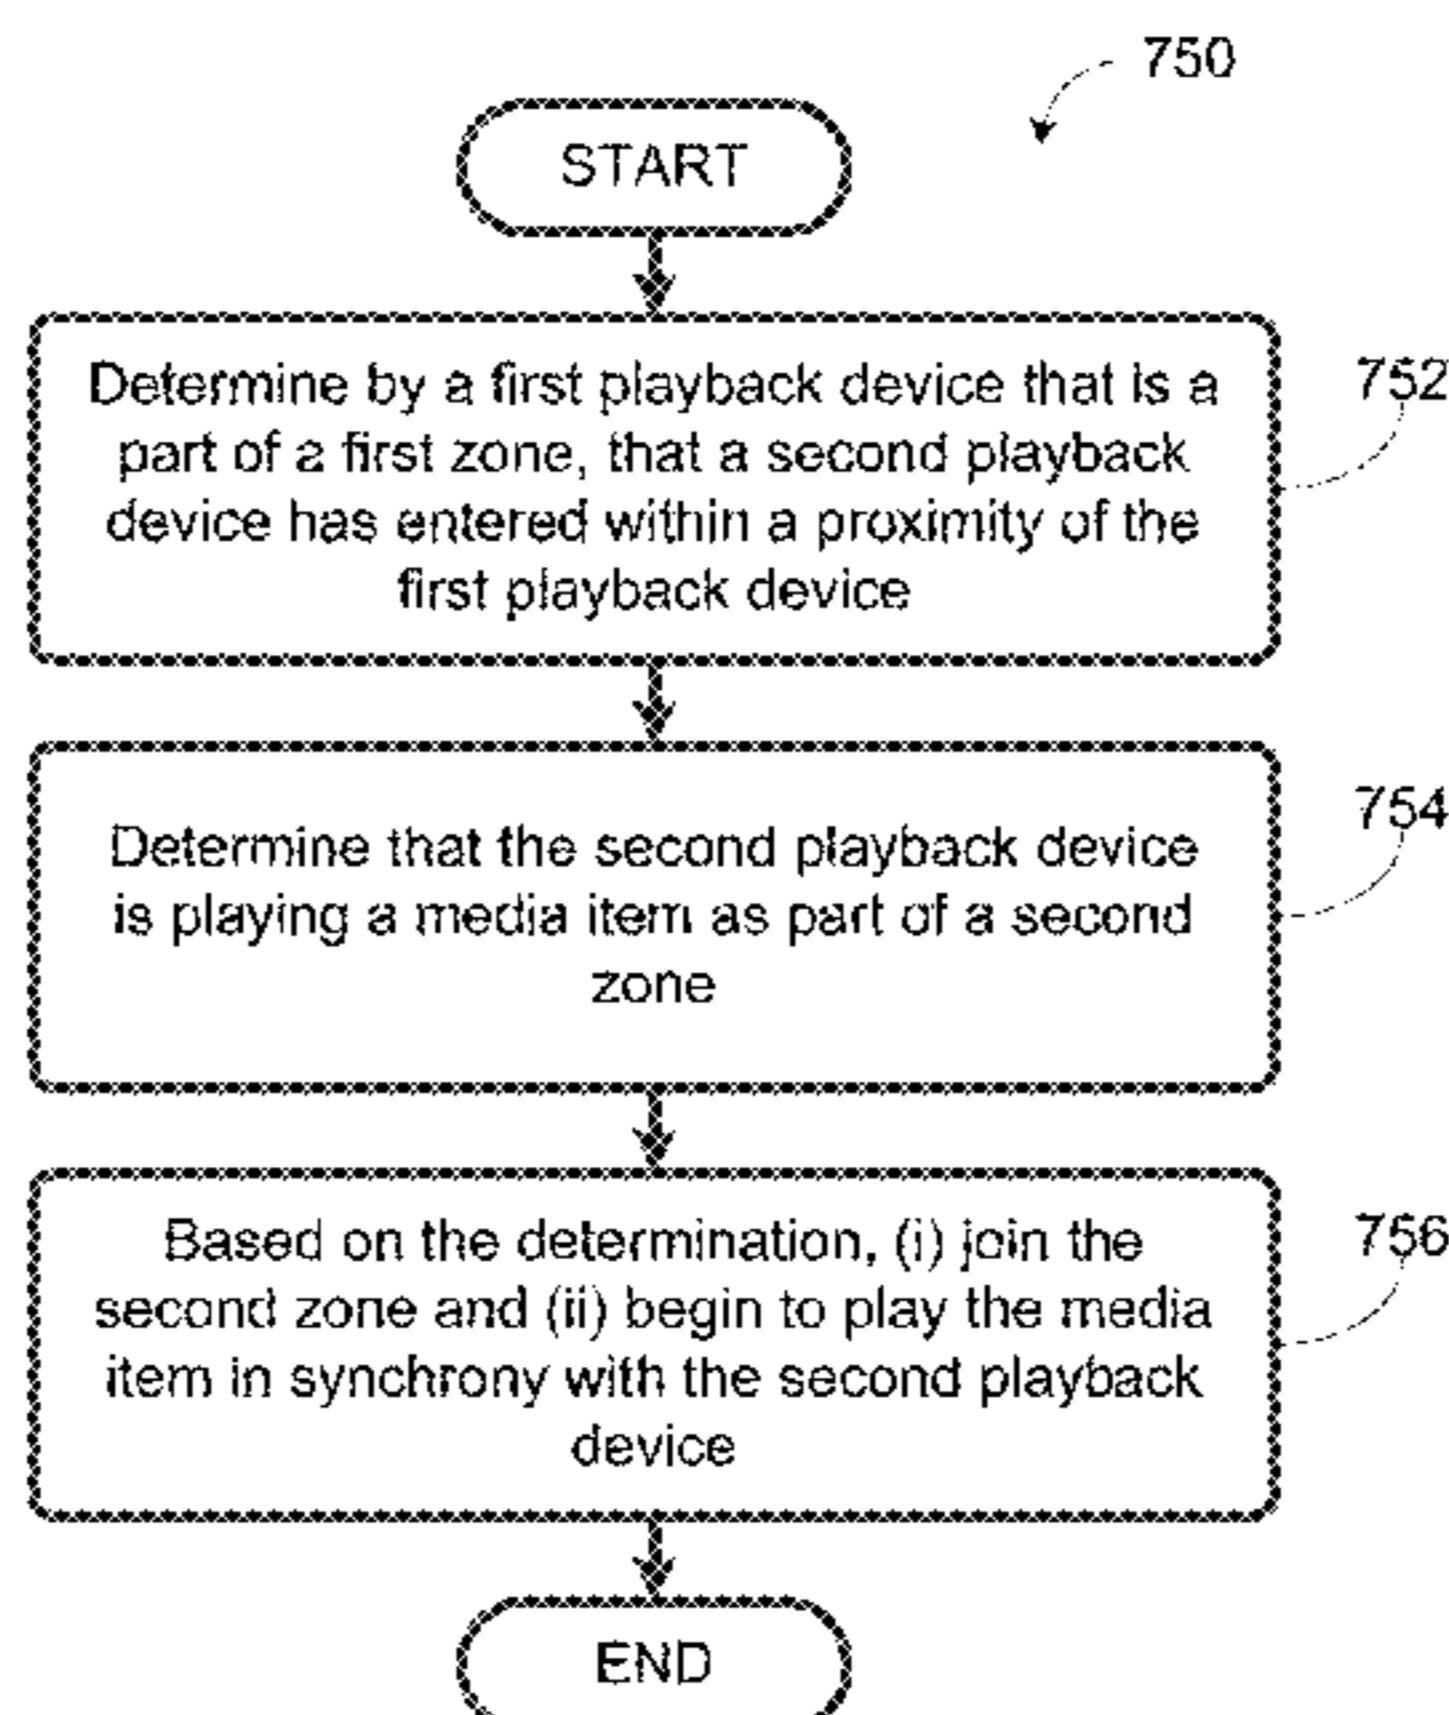 750
START
Determine by a first playback device that is a
part of a first zone, that a second playback
device has entered within a proximity of the
first playback device
752
Determine that the second playback device
is playing a media item as part of a second
zone
754
Based on the determination, (i) join the
second zone and (ii) begin to play the media
item in synchrony with the second playback
device
756
END